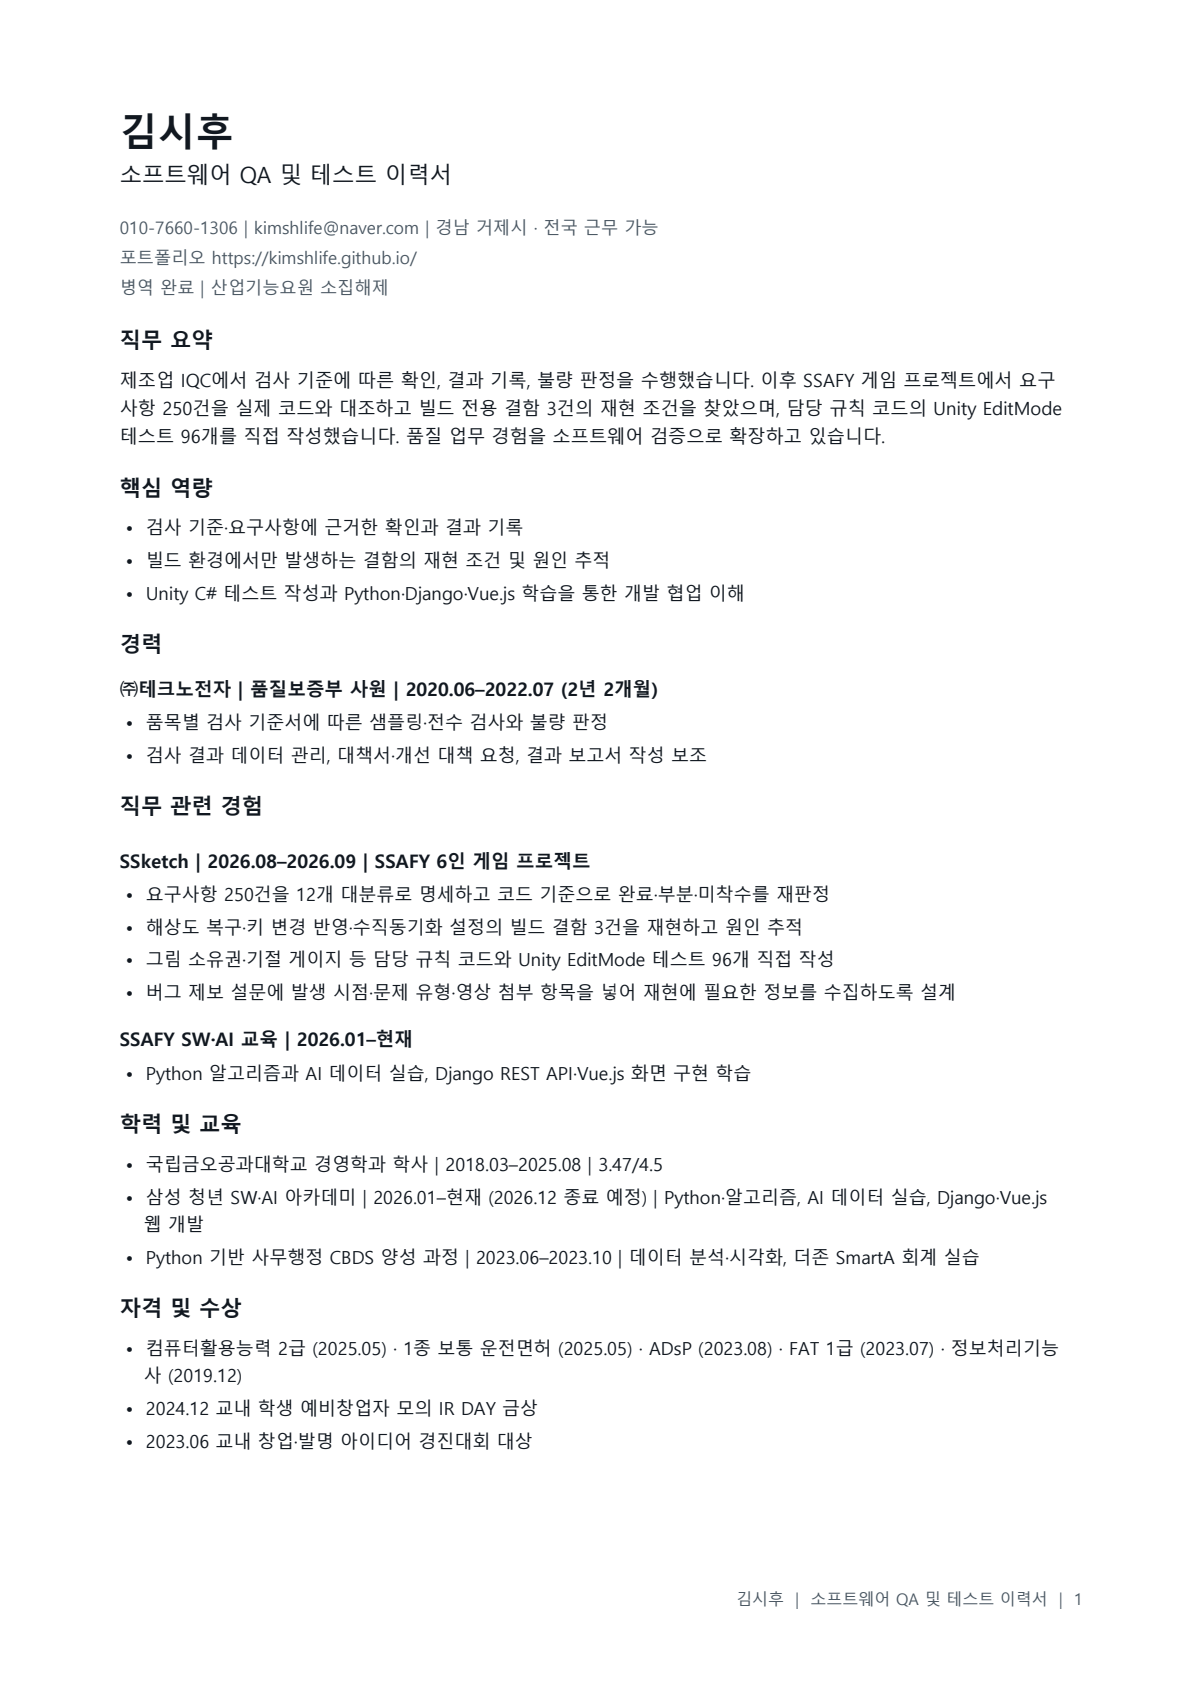 김시후
소프트웨어 QA 및 테스트 이력서
010-7660-1306 | kimshlife@naver.com | 경남 거제시 · 전국 근무 가능
포트폴리오 https://kimshlife.github.io/
병역 완료 | 산업기능요원 소집해제
직무 요약
제조업 IQC에서 검사 기준에 따른 확인, 결과 기록, 불량 판정을 수행했습니다. 이후 SSAFY 게임 프로젝트에서 요구
사항 250건을 실제 코드와 대조하고 빌드 전용 결함 3건의 재현 조건을 찾았으며, 담당 규칙 코드의 Unity EditMode
테스트 96개를 직접 작성했습니다. 품질 업무 경험을 소프트웨어 검증으로 확장하고 있습니다.
핵심 역량
• 검사 기준·요구사항에 근거한 확인과 결과 기록
• 빌드 환경에서만 발생하는 결함의 재현 조건 및 원인 추적
• Unity C# 테스트 작성과 Python·Django·Vue.js 학습을 통한 개발 협업 이해
경력
㈜테크노전자 | 품질보증부 사원 | 2020.06–2022.07 (2년 2개월)
• 품목별 검사 기준서에 따른 샘플링·전수 검사와 불량 판정
• 검사 결과 데이터 관리, 대책서·개선 대책 요청, 결과 보고서 작성 보조
직무 관련 경험
SSketch | 2026.08–2026.09 | SSAFY 6인 게임 프로젝트
• 요구사항 250건을 12개 대분류로 명세하고 코드 기준으로 완료·부분·미착수를 재판정
• 해상도 복구·키 변경 반영·수직동기화 설정의 빌드 결함 3건을 재현하고 원인 추적
• 그림 소유권·기절 게이지 등 담당 규칙 코드와 Unity EditMode 테스트 96개 직접 작성
• 버그 제보 설문에 발생 시점·문제 유형·영상 첨부 항목을 넣어 재현에 필요한 정보를 수집하도록 설계
SSAFY SW·AI 교육 | 2026.01–현재
• Python 알고리즘과 AI 데이터 실습, Django REST API·Vue.js 화면 구현 학습
학력 및 교육
• 국립금오공과대학교 경영학과 학사 | 2018.03–2025.08 | 3.47/4.5
• 삼성 청년 SW·AI 아카데미 | 2026.01–현재 (2026.12 종료 예정) | Python·알고리즘, AI 데이터 실습, Django·Vue.js
웹 개발
• Python 기반 사무행정 CBDS 양성 과정 | 2023.06–2023.10 | 데이터 분석·시각화, 더존 SmartA 회계 실습
자격 및 수상
• 컴퓨터활용능력 2급 (2025.05) · 1종 보통 운전면허 (2025.05) · ADsP (2023.08) · FAT 1급 (2023.07) · 정보처리기능
사 (2019.12)
• 2024.12 교내 학생 예비창업자 모의 IR DAY 금상
• 2023.06 교내 창업·발명 아이디어 경진대회 대상
김시후 | 소프트웨어 QA 및 테스트 이력서 | 1